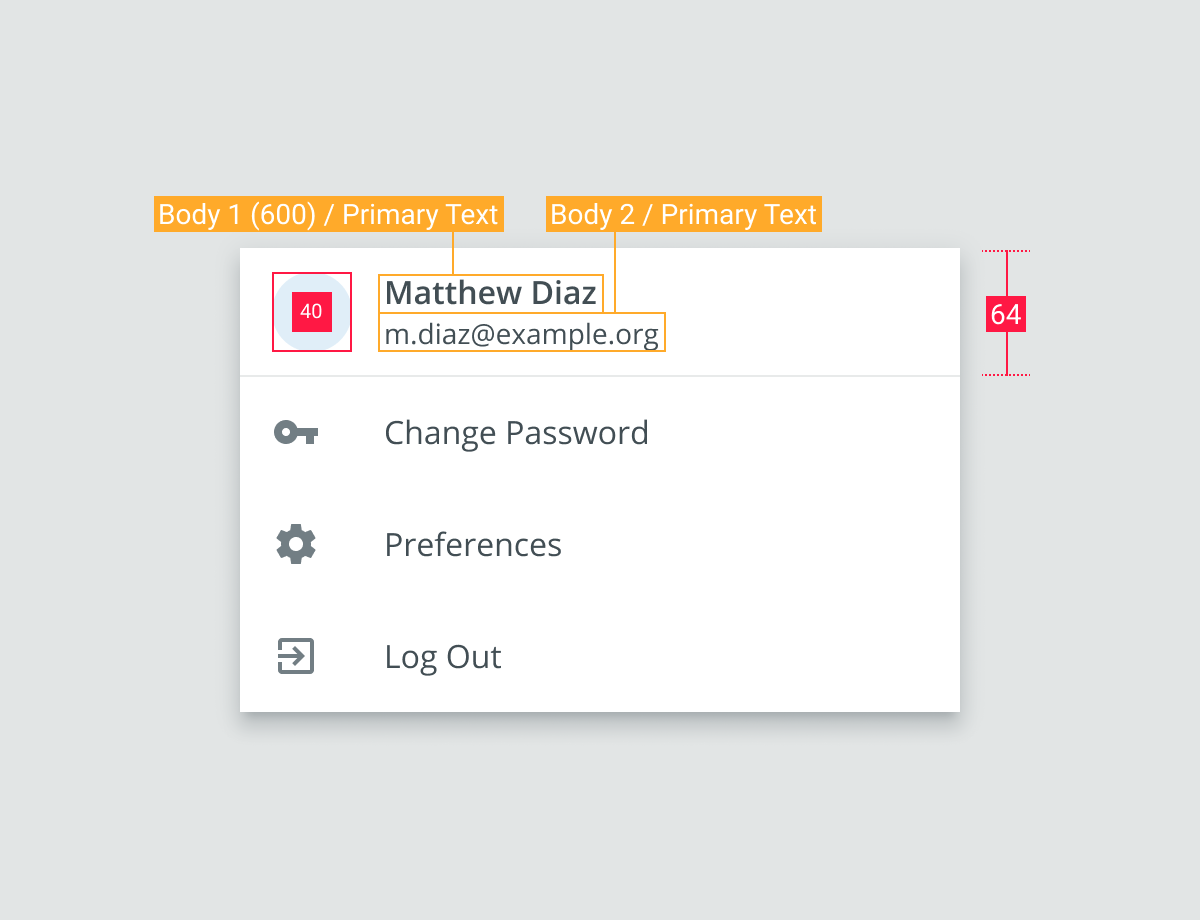 Body 1 (600) / Primary Text
Body 2 / Primary Text
40
Matthew Diaz
m.diaz@example.org
64
Change Password
Preferences
Log Out